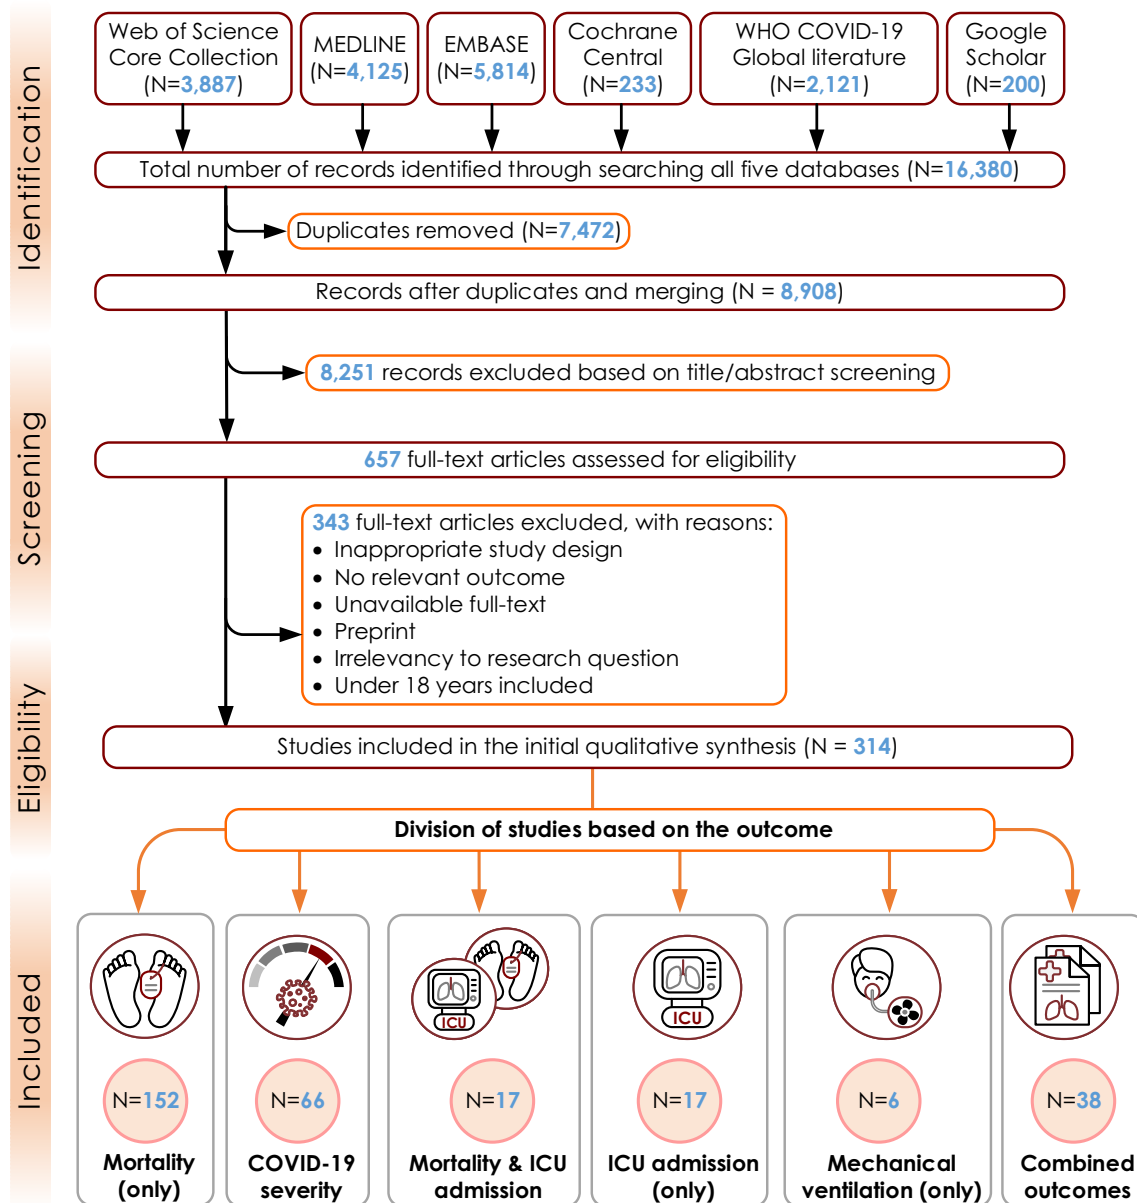 Identification
Web of Science
Core Collection
(N=3,887)
MEDLINE
(N=4,125)
EMBASE
(N=5,814)
Cochrane
Central
(N=233)
WHO COVID-19
Global literature
(N=2,121)
Google
Scholar
(N=200)
Total number of records identified through searching all five databases (N=16,380)
Duplicates removed (N=7,472)
Records after duplicates and merging (N = 8,908)
Screening
8,251 records excluded based on title/abstract screening
657 full-text articles assessed for eligibility
343 full-text articles excluded, with reasons:
• Inappropriate study design
• No relevant outcome
• Unavailable full-text
• Preprint
• Irrelevancy to research question
• Under 18 years included
Eligibility
Studies included in the initial qualitative synthesis (N = 314)
Division of studies based on the outcome
Included
N=152
Mortality
(only)
N=66
COVID-19
severity
ICU
N=17
Mortality & ICU
admission
ICU
N=17
ICU admission
(only)
N=6
Mechanical
ventilation (only)
N=38
Combined
outcomes